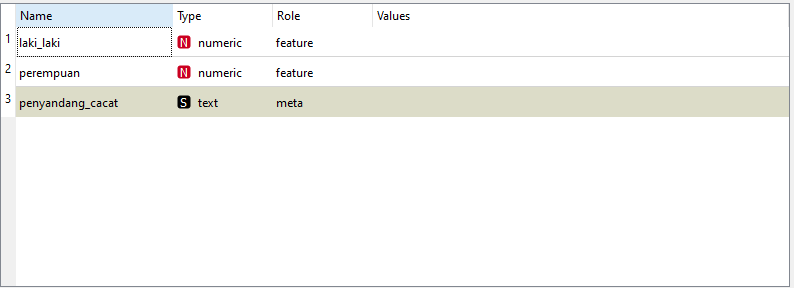 Name Type Role Values
1 laki_laki N numeric feature
2 perempuan N numeric feature
3 penyandang_cacat S text meta